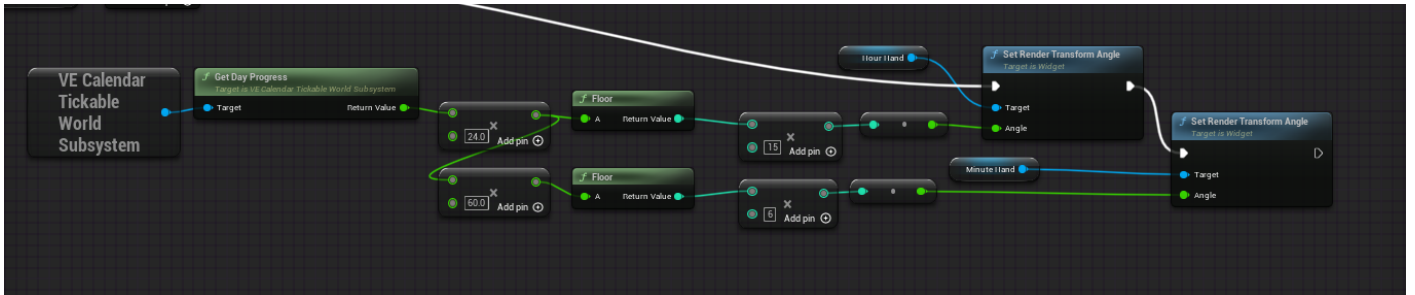 VE Calendar
Tickable
World
Subsystem
f Get Day Progress
Target is VE Calendar Tickable World Subsystem
Target
Return Value
24.0
×
Add pin
f Floor
A
Return Value
15
×
Add pin
Hour Hand
f Set Render Transform Angle
Target is Widget
Target
Angle
60.0
×
Add pin
f Floor
A
Return Value
6
×
Add pin
Minute Hand
f Set Render Transform Angle
Target is Widget
Target
Angle